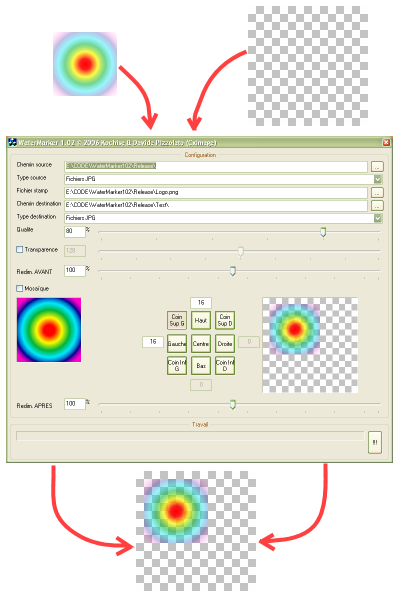 WaterMarker 1.02 © 2006 Kochise & Davide Pizzolato (CxImage)
Configuration
Chemin source E:\CODE\WaterMarker102\Release\ ...
Type source Fichiers JPG
Fichier stamp E:\CODE\WaterMarker102\Release\Logo.png ...
Chemin destination E:\CODE\WaterMarker102\Release\Test\ ...
Type destination Fichiers JPG
Qualite 80 %
Transparence 128
Redim. AVANT 100 %
Mosaïque
16
Coin Sup G Haut Coin Sup D
16 Gauche Centre Droite 0
Coin Inf G Bas Coin Inf D
0
Redim. APRES 100 %
Travail
!!!